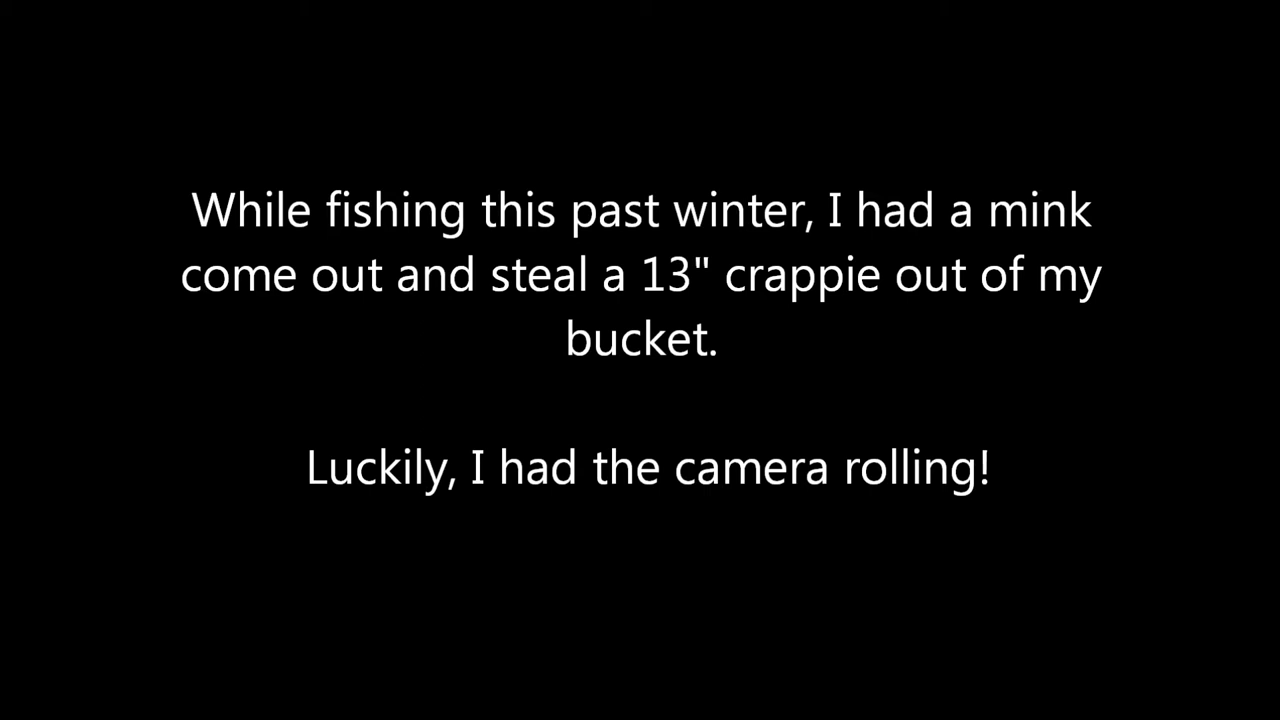 While fishing this past winter, I had a mink
come out and steal a 13" crappie out of my
bucket.
Luckily, I had the camera rolling!